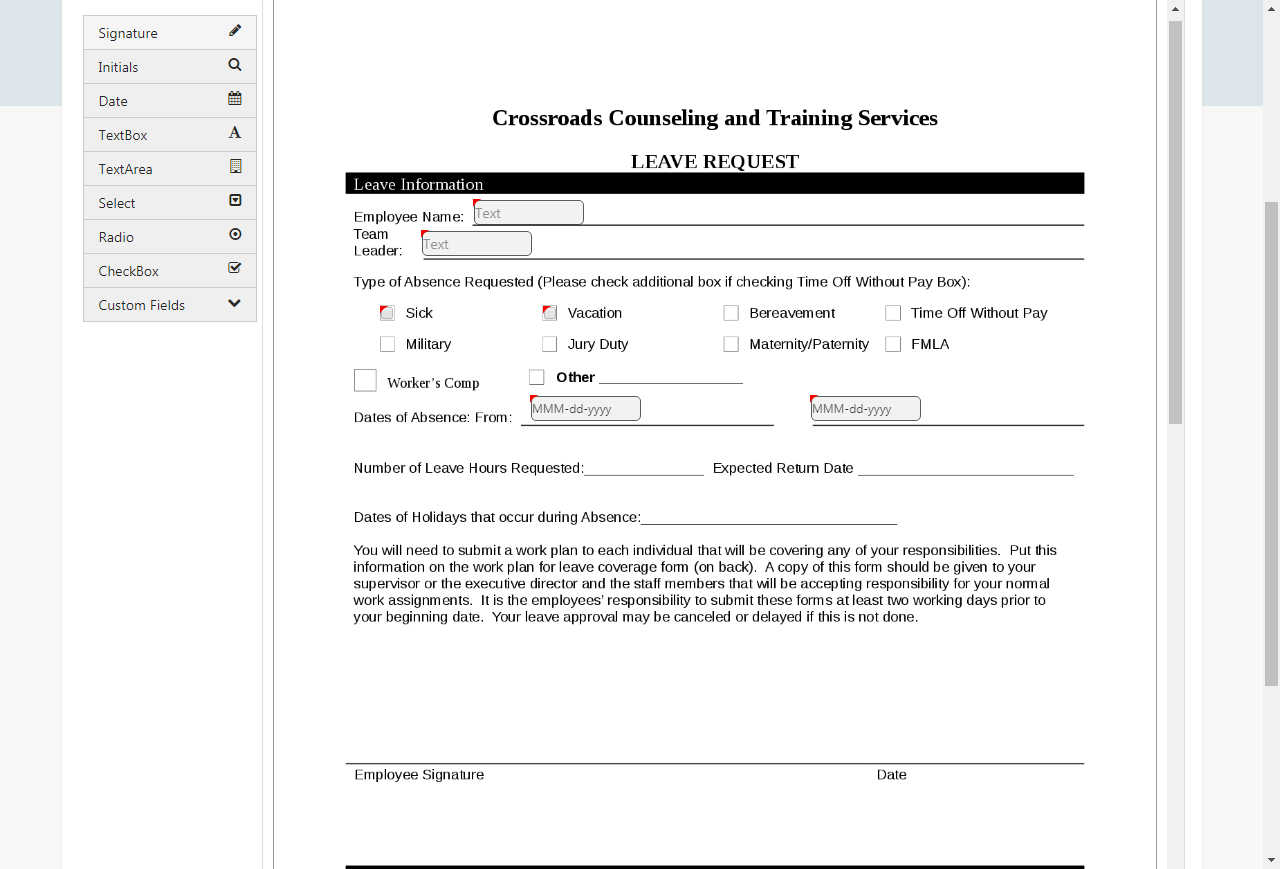 Signature
Initials
Date
TextBox
TextArea
Select
Radio
CheckBox
Custom Fields
Crossroads Counseling and Training Services
LEAVE REQUEST
Leave Information
Employee Name: Text
Team
Leader: Text
Type of Absence Requested (Please check additional box if checking Time Off Without Pay Box):
Sick Vacation Bereavement Time Off Without Pay
Military Jury Duty Maternity/Paternity FMLA
Worker’s Comp Other
Dates of Absence: From: MMM-dd-yyyy MMM-dd-yyyy
Number of Leave Hours Requested: Expected Return Date
Dates of Holidays that occur during Absence:
You will need to submit a work plan to each individual that will be covering any of your responsibilities. Put this
information on the work plan for leave coverage form (on back). A copy of this form should be given to your
supervisor or the executive director and the staff members that will be accepting responsibility for your normal
work assignments. It is the employees’ responsibility to submit these forms at least two working days prior to
your beginning date. Your leave approval may be canceled or delayed if this is not done.
Employee Signature Date